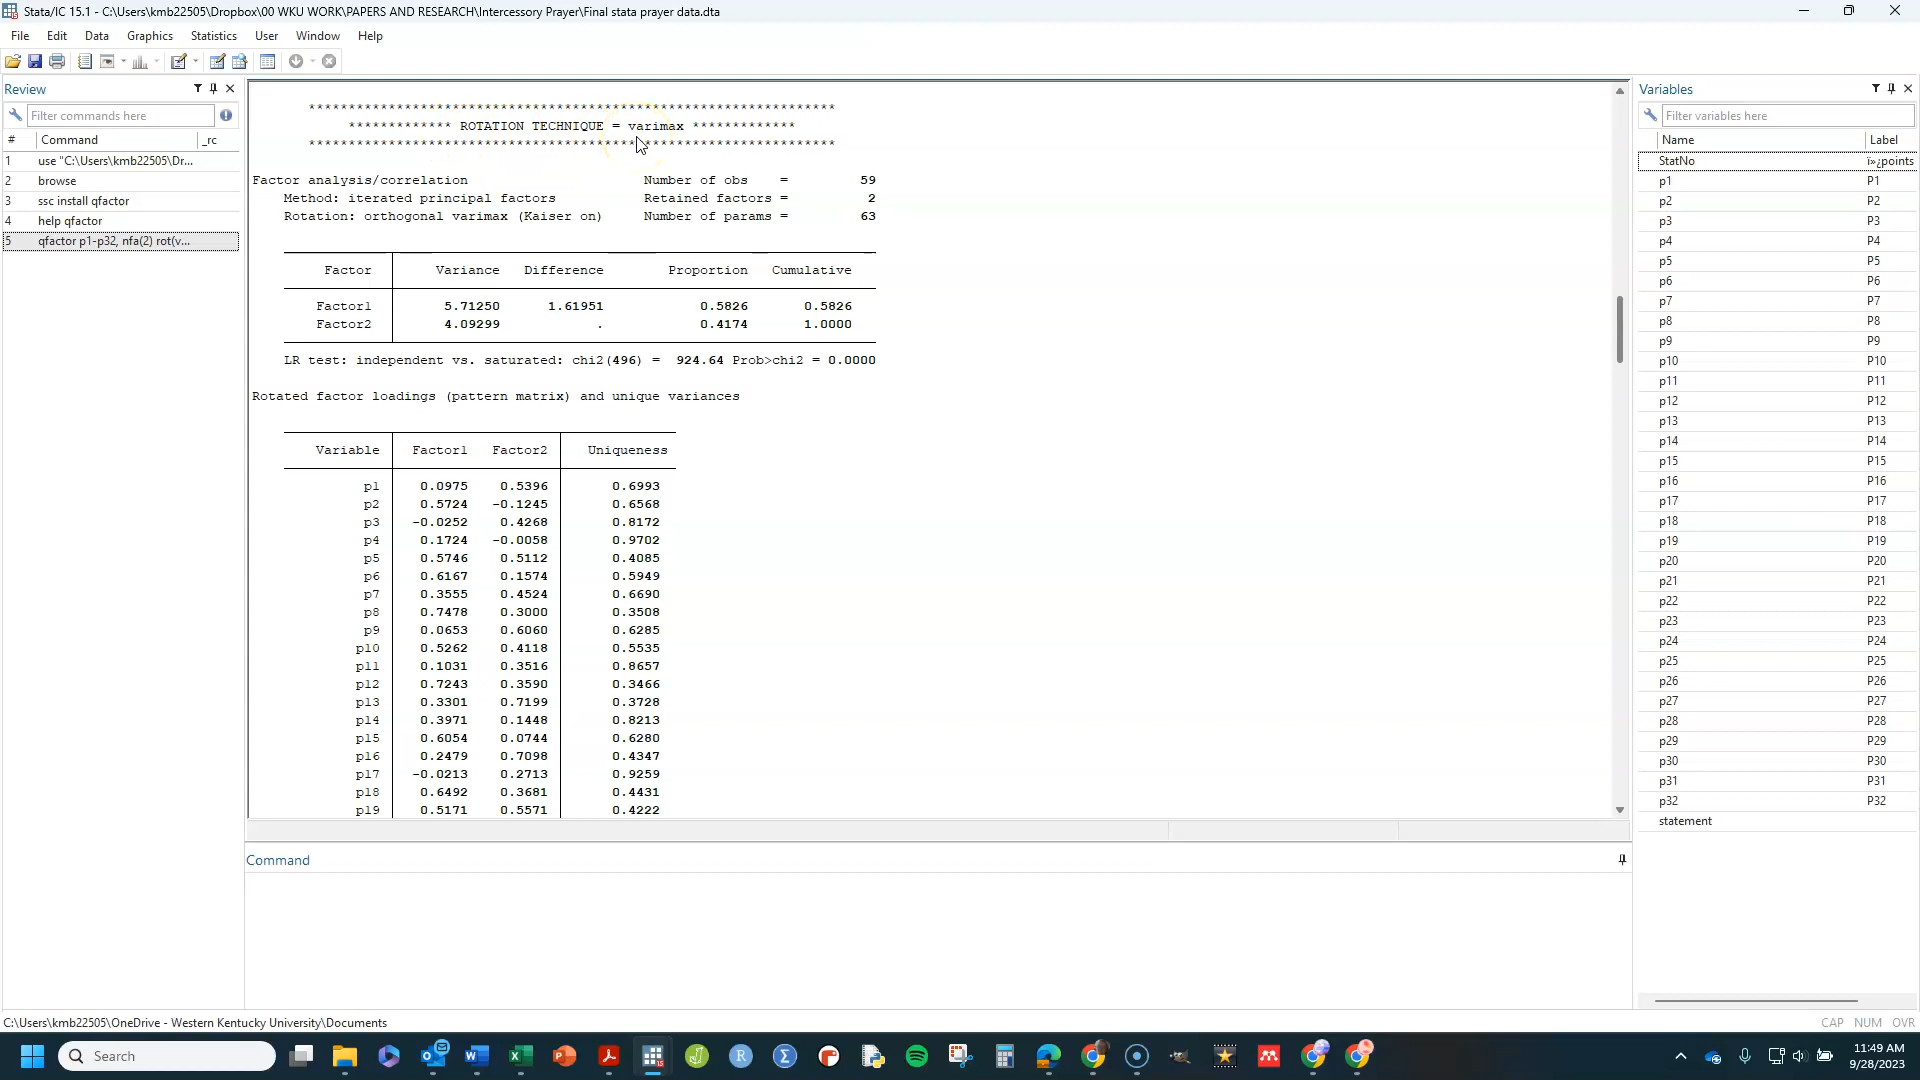 Stata/IC 15.1 - C:\Users\kmb22505\Dropbox\00 WKU WORK\PAPERS AND RESEARCH\Intercessory Prayer\Final stata prayer data.dta
File Edit Data Graphics Statistics User Window Help
Review
Filter commands here
# Command _rc
1 use "C:\Users\kmb22505\Dr...
2 browse
3 ssc install qfactor
4 help qfactor
5 qfactor p1-p32, nfa(2) rot(v...
******************************************************************
************* ROTATION TECHNIQUE = varimax *************
******************************************************************
Factor analysis/correlation Number of obs = 59
Method: iterated principal factors Retained factors = 2
Rotation: orthogonal varimax (Kaiser on) Number of params = 63
Factor Variance Difference Proportion Cumulative
Factor1 5.71250 1.61951 0.5826 0.5826
Factor2 4.09299 . 0.4174 1.0000
LR test: independent vs. saturated: chi2(496) = 924.64 Prob>chi2 = 0.0000
Rotated factor loadings (pattern matrix) and unique variances
Variable Factor1 Factor2 Uniqueness
p1 0.0975 0.5396 0.6993
p2 0.5724 -0.1245 0.6568
p3 -0.0252 0.4268 0.8172
p4 0.1724 -0.0058 0.9702
p5 0.5746 0.5112 0.4085
p6 0.6167 0.1574 0.5949
p7 0.3555 0.4524 0.6690
p8 0.7478 0.3000 0.3508
p9 0.0653 0.6060 0.6285
p10 0.5262 0.4118 0.5535
p11 0.1031 0.3516 0.8657
p12 0.7243 0.3590 0.3466
p13 0.3301 0.7199 0.3728
p14 0.3971 0.1448 0.8213
p15 0.6054 0.0744 0.6280
p16 0.2479 0.7098 0.4347
p17 -0.0213 0.2713 0.9259
p18 0.6492 0.3681 0.4431
p19 0.5171 0.5571 0.4222
Command
Variables
Filter variables here
Name Label
StatNo ï»¿points
p1 P1
p2 P2
p3 P3
p4 P4
p5 P5
p6 P6
p7 P7
p8 P8
p9 P9
p10 P10
p11 P11
p12 P12
p13 P13
p14 P14
p15 P15
p16 P16
p17 P17
p18 P18
p19 P19
p20 P20
p21 P21
p22 P22
p23 P23
p24 P24
p25 P25
p26 P26
p27 P27
p28 P28
p29 P29
p30 P30
p31 P31
p32 P32
statement
C:\Users\kmb22505\OneDrive - Western Kentucky University\Documents
CAP NUM OVR
Search
11:49 AM
9/28/2023